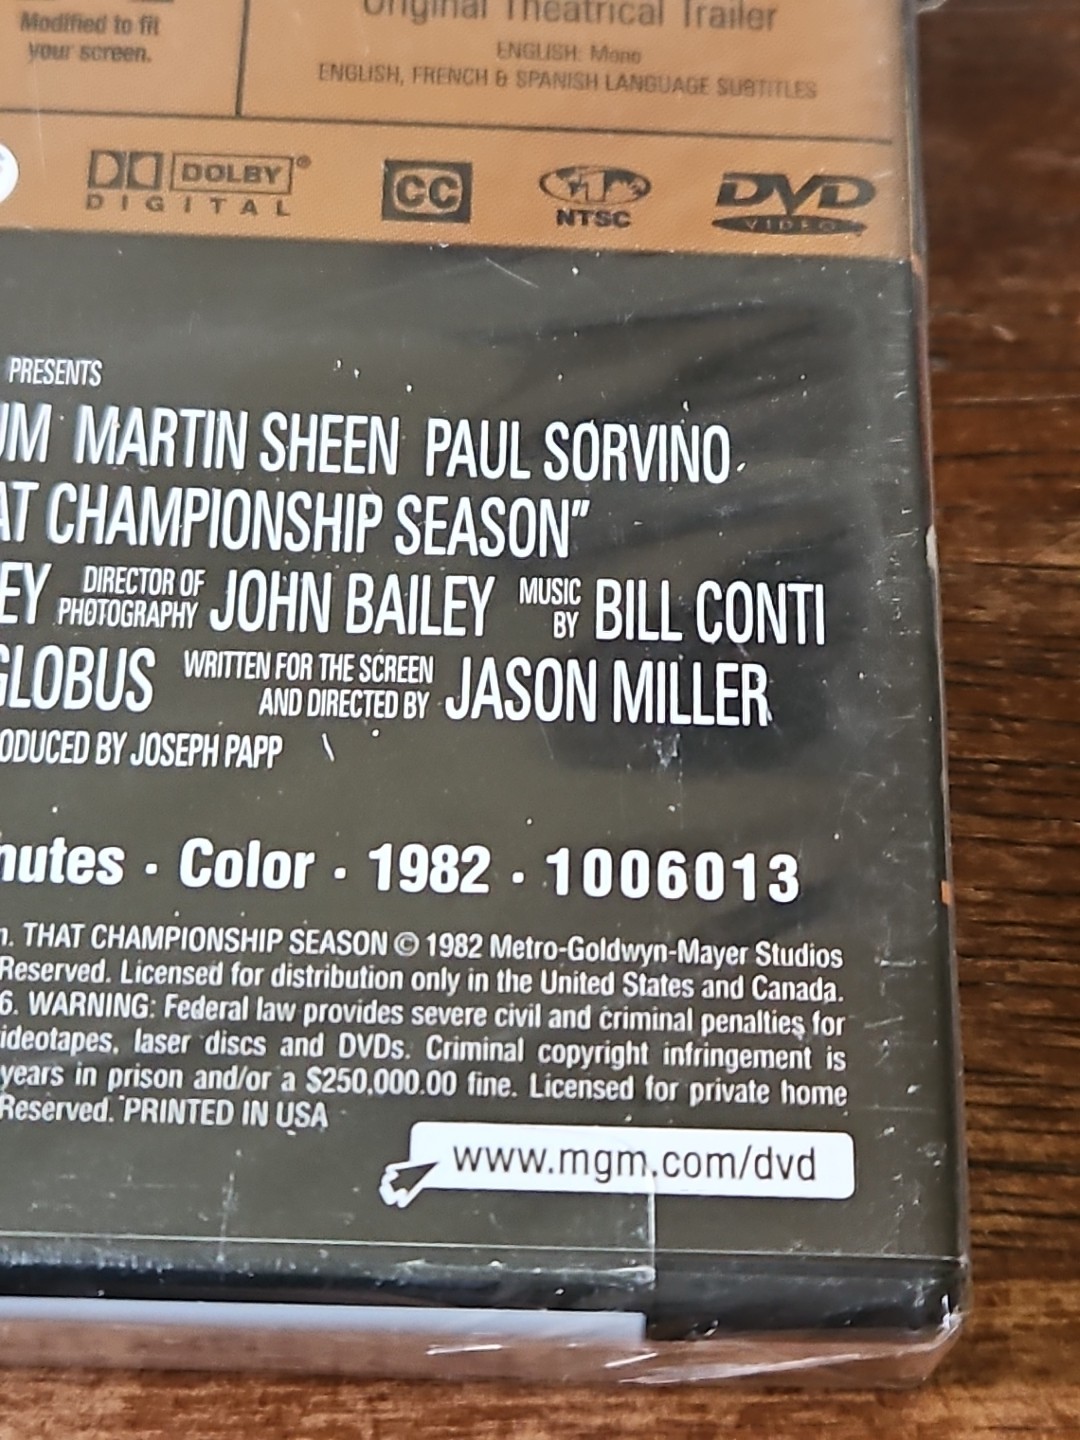 Modified to fit
your screen.
Original Theatrical Trailer
ENGLISH: Mono
ENGLISH, FRENCH & SPANISH LANGUAGE SUBTITLES
DOLBY®
DIGITAL
CC
NTSC
DVD
VIDEO
PRESENTS
UM MARTIN SHEEN PAUL SORVINO
AT CHAMPIONSHIP SEASON”
EY DIRECTOR OF PHOTOGRAPHY JOHN BAILEY MUSIC BY BILL CONTI
GLOBUS WRITTEN FOR THE SCREEN AND DIRECTED BY JASON MILLER
ODUCED BY JOSEPH PAPP
nutes · Color · 1982 · 1006013
n. THAT CHAMPIONSHIP SEASON © 1982 Metro-Goldwyn-Mayer Studios
Reserved. Licensed for distribution only in the United States and Canada.
6. WARNING: Federal law provides severe civil and criminal penalties for
ideotapes, laser discs and DVDs. Criminal copyright infringement is
years in prison and/or a $250,000.00 fine. Licensed for private home
Reserved. PRINTED IN USA
www.mgm.com/dvd